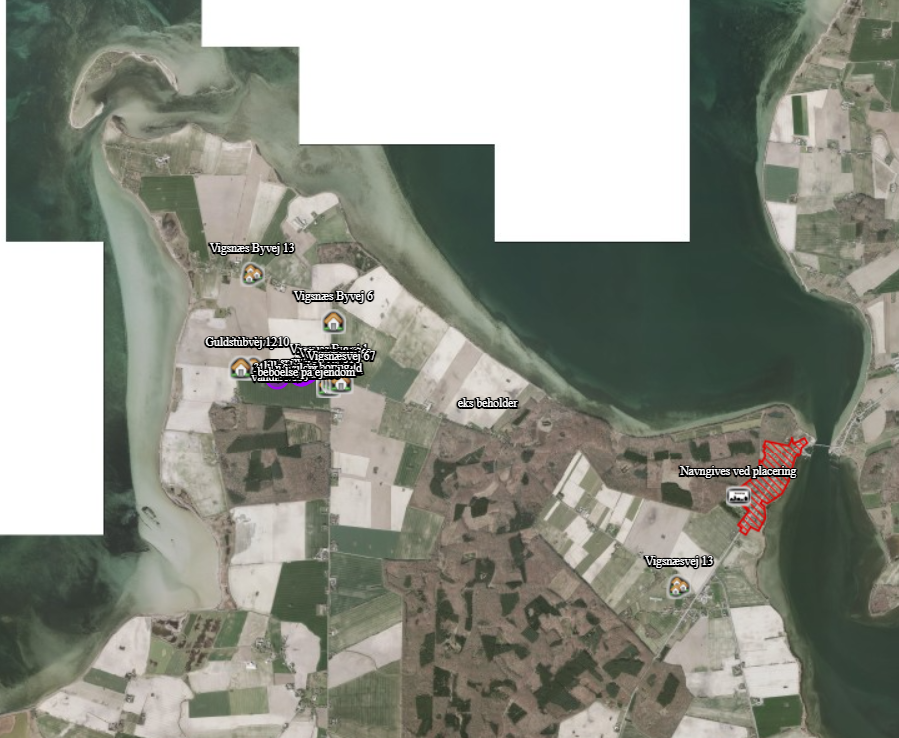 Vigsnæs Byvej 13
Vigsnæs Byvej 6
Guldstubvej 1210
Vigsnæsvej 67
beboelse på ejendom
eks beholder
Navngives ved placering
Vigsnæsvej 13